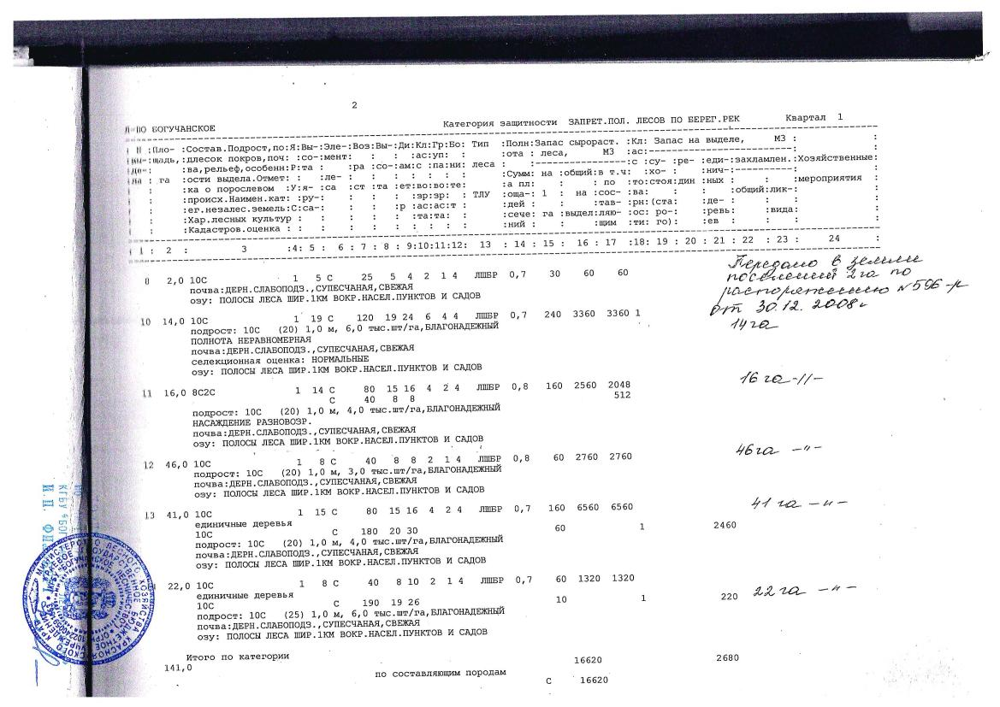 2
Л-ВО БОГУЧАНСКОЕ Категория защитности ЗАПРЕТ.ПОЛ. ЛЕСОВ ПО БЕРЕГ.РЕК Квартал 1
N :Пло- :Состав.Подрост,по:Я:Вы-:Эле-:Воз:Вы-:Ди:Кл:Гр:Бо: Тип :Полн:Запас сырораст. :Кл: Запас на выделе, М3 : :
вы-:щадь,:длесок покров,поч: :со-:мент: : : :ас:уп: : :ота : леса, М3 :ас:
де-: :ва,рельеф,особенн:Р:та : :ра :со-:ам:с :па:ни: леса : :с :су- : ре- :еди-:захламлен.:Хозяйственные:
ла : га :ости выдела.Отмет: : :ле- : : : : : : : :Сумм: на :общий:в т.ч: :хо- : :нич-:
:ка о порослевом :У:я- :са :ст :та :ет:во:во:те: :а пл: : : по :то:стоя:дин :ных : : :мероприятия :
:происх.Наимен.кат: :ру-: : : : :зр:зр: : ТЛУ :оща-: 1 : на :сос- :ва: : : :общий:лик-:
:ег.незалес.земель:С:са-: : : :р :ас:ас:т : :дей : : :тав- :рн:(ста: :де- : : :
:Хар.лесных культур : : : : : : :та:та: : :сече: га :выдел:ляю- :ос: ро-: :ревь: :вида:
:Кадастров.оценка : : : : : : : : : : :ний : : :щим :ти: го): :ев : : :
1 : 2 : 3 :4: 5 : 6 : 7 : 8 : 9:10:11:12: 13 : 14 : 15 : 16 : 17 :18: 19 : 20 : 21 : 22 : 23 : 24 :
8 2,0 10С 1 5 С 25 5 4 2 1 4 ЛШБР 0,7 30 60 60
почва:ДЕРН.СЛАБОПОДЗ.,СУПЕСЧАНАЯ,СВЕЖАЯ
озу: ПОЛОСЫ ЛЕСА ШИР.1КМ ВОКР.НАСЕЛ.ПУНКТОВ И САДОВ
Передано в земли
поселений 2га по
распоряжению №596-р
от 30.12.2008г
10 14,0 10С 1 19 С 120 19 24 6 4 4 ЛШБР 0,7 240 3360 3360 1 14га
подрост: 10С (20) 1,0 м, 6,0 тыс.шт/га,БЛАГОНАДЕЖНЫЙ
ПОЛНОТА НЕРАВНОМЕРНАЯ
почва:ДЕРН.СЛАБОПОДЗ.,СУПЕСЧАНАЯ,СВЕЖАЯ
селекционная оценка: НОРМАЛЬНЫЕ
озу: ПОЛОСЫ ЛЕСА ШИР.1КМ ВОКР.НАСЕЛ.ПУНКТОВ И САДОВ
11 16,0 8С2С 1 14 С 80 15 16 4 2 4 ЛШБР 0,8 160 2560 2048 16 га -//-
С 40 8 8 512
подрост: 10С (20) 1,0 м, 4,0 тыс.шт/га,БЛАГОНАДЕЖНЫЙ
НАСАЖДЕНИЕ РАЗНОВОЗР.
почва:ДЕРН.СЛАБОПОДЗ.,СУПЕСЧАНАЯ,СВЕЖАЯ
озу: ПОЛОСЫ ЛЕСА ШИР.1КМ ВОКР.НАСЕЛ.ПУНКТОВ И САДОВ
12 46,0 10С 1 8 С 40 8 8 2 1 4 ЛШБР 0,8 60 2760 2760 46га -"-
подрост: 10С (20) 1,0 м, 3,0 тыс.шт/га,БЛАГОНАДЕЖНЫЙ
почва:ДЕРН.СЛАБОПОДЗ.,СУПЕСЧАНАЯ,СВЕЖАЯ
озу: ПОЛОСЫ ЛЕСА ШИР.1КМ ВОКР.НАСЕЛ.ПУНКТОВ И САДОВ
13 41,0 10С 1 15 С 80 15 16 4 2 4 ЛШБР 0,7 160 6560 6560 41 га -"-
единичные деревья
10С С 180 20 30 60 1 2460
подрост: 10С (20) 1,0 м, 4,0 тыс.шт/га,БЛАГОНАДЕЖНЫЙ
почва:ДЕРН.СЛАБОПОДЗ.,СУПЕСЧАНАЯ,СВЕЖАЯ
озу: ПОЛОСЫ ЛЕСА ШИР.1КМ ВОКР.НАСЕЛ.ПУНКТОВ И САДОВ
22,0 10С 1 8 С 40 8 10 2 1 4 ЛШБР 0,7 60 1320 1320 22га -"-
единичные деревья
10С С 190 19 26 10 1 220
подрост: 10С (25) 1,0 м, 6,0 тыс.шт/га,БЛАГОНАДЕЖНЫЙ
почва:ДЕРН.СЛАБОПОДЗ.,СУПЕСЧАНАЯ,СВЕЖАЯ
озу: ПОЛОСЫ ЛЕСА ШИР.1КМ ВОКР.НАСЕЛ.ПУНКТОВ И САДОВ
Итого по категории 16620 2680
141,0
по составляющим породам
С 16620
МИНИСТЕРСТВО ЛЕСНОГО ХОЗЯЙСТВА КРАСНОЯРСКОГО КРАЯ
КРАЕВОЕ ГОСУДАРСТВЕННОЕ БЮДЖЕТНОЕ УЧРЕЖДЕНИЕ
КГБУ «БОГ
И.П. ФИ